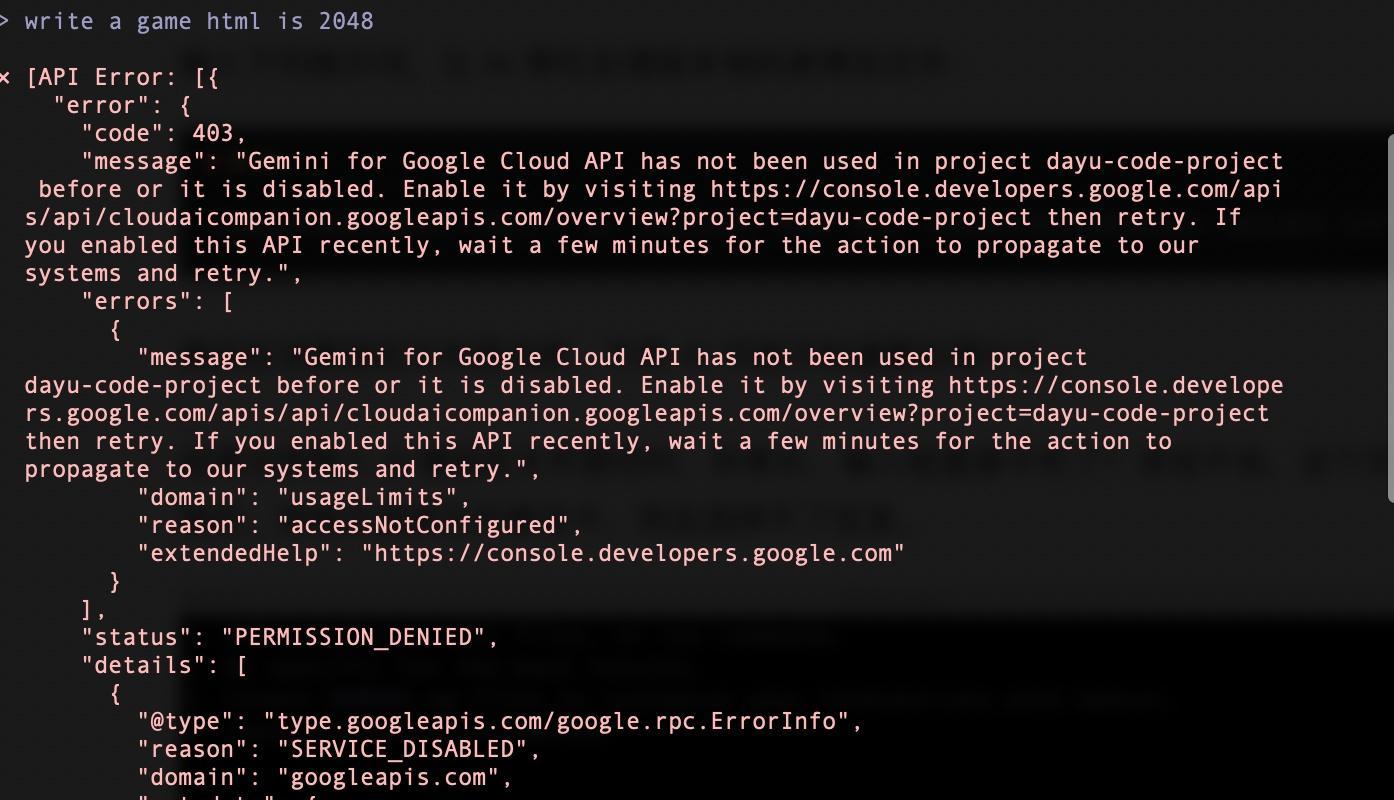 > write a game html is 2048
× [API Error: [{
"error": {
"code": 403,
"message": "Gemini for Google Cloud API has not been used in project dayu-code-project
before or it is disabled. Enable it by visiting https://console.developers.google.com/api
s/api/cloudaicompanion.googleapis.com/overview?project=dayu-code-project then retry. If
you enabled this API recently, wait a few minutes for the action to propagate to our
systems and retry.",
"errors": [
{
"message": "Gemini for Google Cloud API has not been used in project
dayu-code-project before or it is disabled. Enable it by visiting https://console.develope
rs.google.com/apis/api/cloudaicompanion.googleapis.com/overview?project=dayu-code-project
then retry. If you enabled this API recently, wait a few minutes for the action to
propagate to our systems and retry.",
"domain": "usageLimits",
"reason": "accessNotConfigured",
"extendedHelp": "https://console.developers.google.com"
}
],
"status": "PERMISSION_DENIED",
"details": [
{
"@type": "type.googleapis.com/google.rpc.ErrorInfo",
"reason": "SERVICE_DISABLED",
"domain": "googleapis.com",